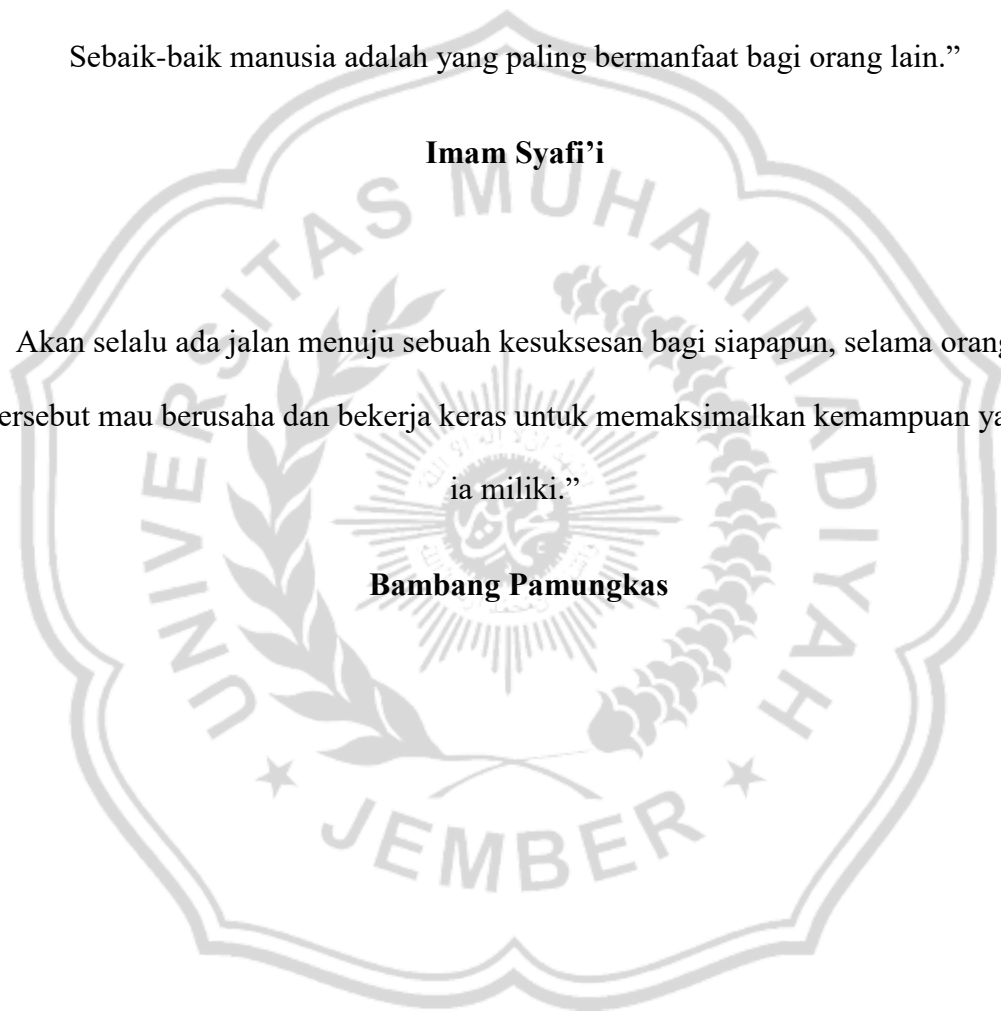 Sebaik-baik manusia adalah yang paling bermanfaat bagi orang lain.”
Imam Syafi’i
Akan selalu ada jalan menuju sebuah kesuksesan bagi siapapun, selama orang
ersebut mau berusaha dan bekerja keras untuk memaksimalkan kemampuan ya
ia miliki.”
Bambang Pamungkas
UNIVERSITAS MUHAMMADIYAH
JEMBER